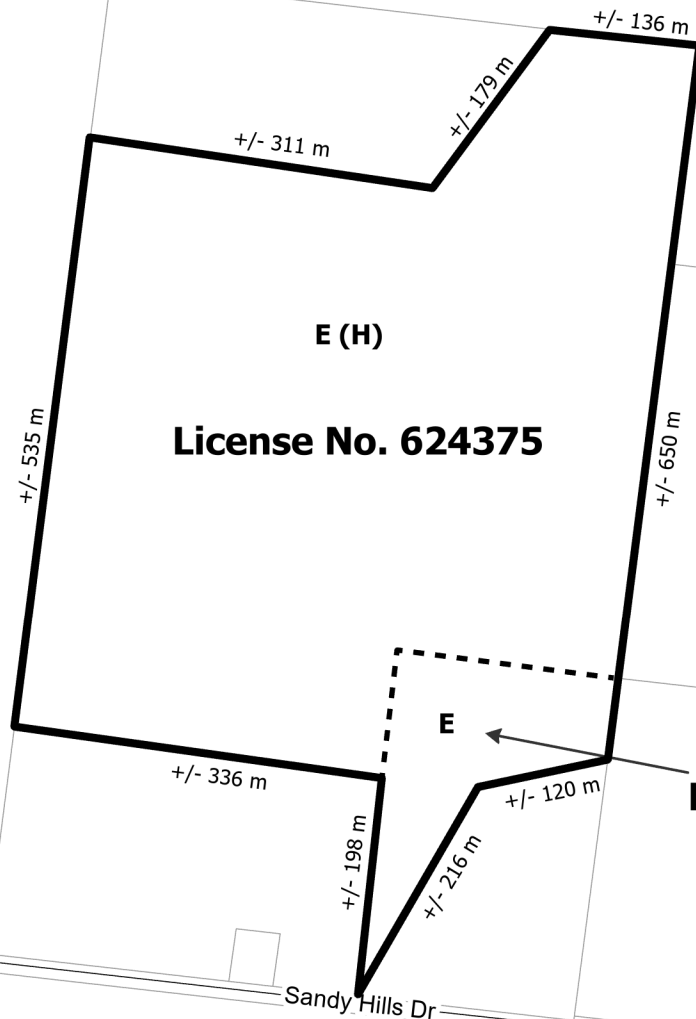 +/- 136 m
+/- 179 m
+/- 311 m
E (H)
License No. 624375
+/- 535 m
+/- 650 m
E
+/- 336 m
+/- 120 m
+/- 198 m
+/- 216 m
Sandy Hills Dr